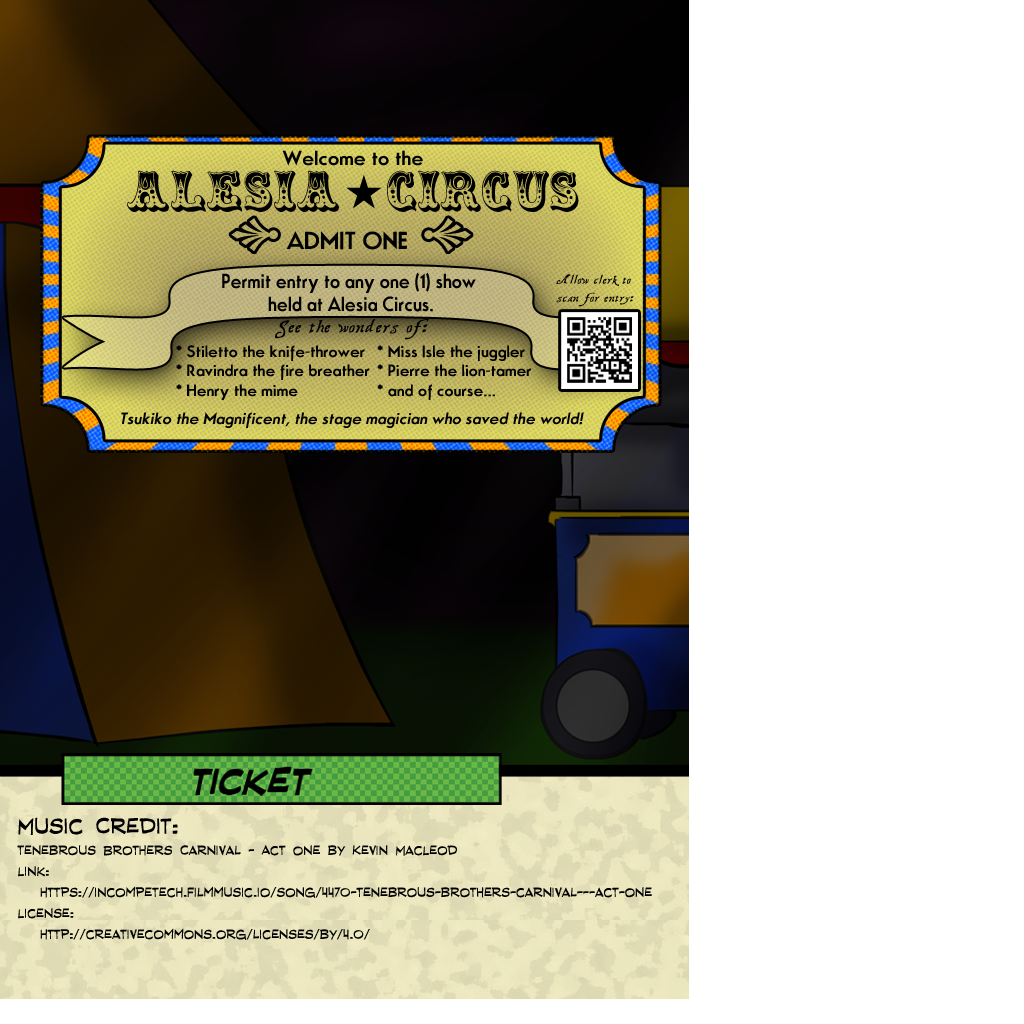 Welcome to the
ALESIA ★ CIRCUS
ADMIT ONE
Permit entry to any one (1) show
held at Alesia Circus.
Allow clerk to
scan for entry:
See the wonders of:
* Stiletto the knife-thrower * Miss Isle the juggler
* Ravindra the fire breather * Pierre the lion-tamer
* Henry the mime * and of course...
Tsukiko the Magnificent, the stage magician who saved the world!
TICKET
MUSIC CREDIT:
TENEBROUS BROTHERS CARNIVAL - ACT ONE BY KEVIN MACLEOD
LINK:
HTTPS://INCOMPETECH.FILMMUSIC.IO/SONG/4470-TENEBROUS-BROTHERS-CARNIVAL---ACT-ONE
LICENSE:
HTTP://CREATIVECOMMONS.ORG/LICENSES/BY/4.0/